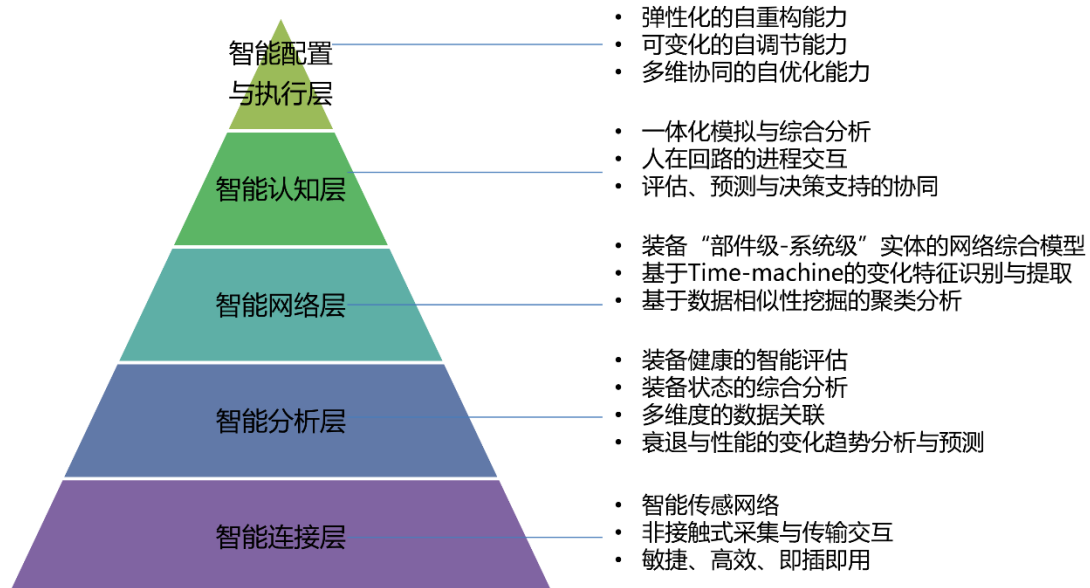 智能配置
与执行层
• 弹性化的自重构能力
• 可变化的自调节能力
• 多维协同的自优化能力
智能认知层
• 一体化模拟与综合分析
• 人在回路的进程交互
• 评估、预测与决策支持的协同
智能网络层
• 装备“部件级-系统级”实体的网络综合模型
• 基于Time-machine的变化特征识别与提取
• 基于数据相似性挖掘的聚类分析
智能分析层
• 装备健康的智能评估
• 装备状态的综合分析
• 多维度的数据关联
• 衰退与性能的变化趋势分析与预测
智能连接层
• 智能传感网络
• 非接触式采集与传输交互
• 敏捷、高效、即插即用